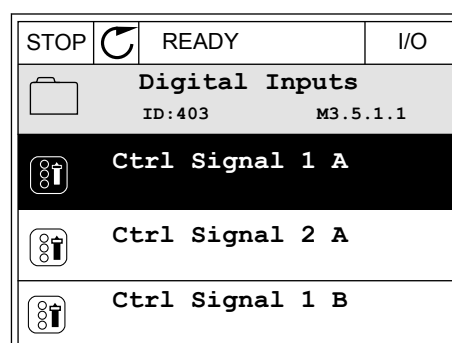 STOP READY I/O
Digital Inputs
ID:403 M3.5.1.1
Ctrl Signal 1 A
Ctrl Signal 2 A
Ctrl Signal 1 B